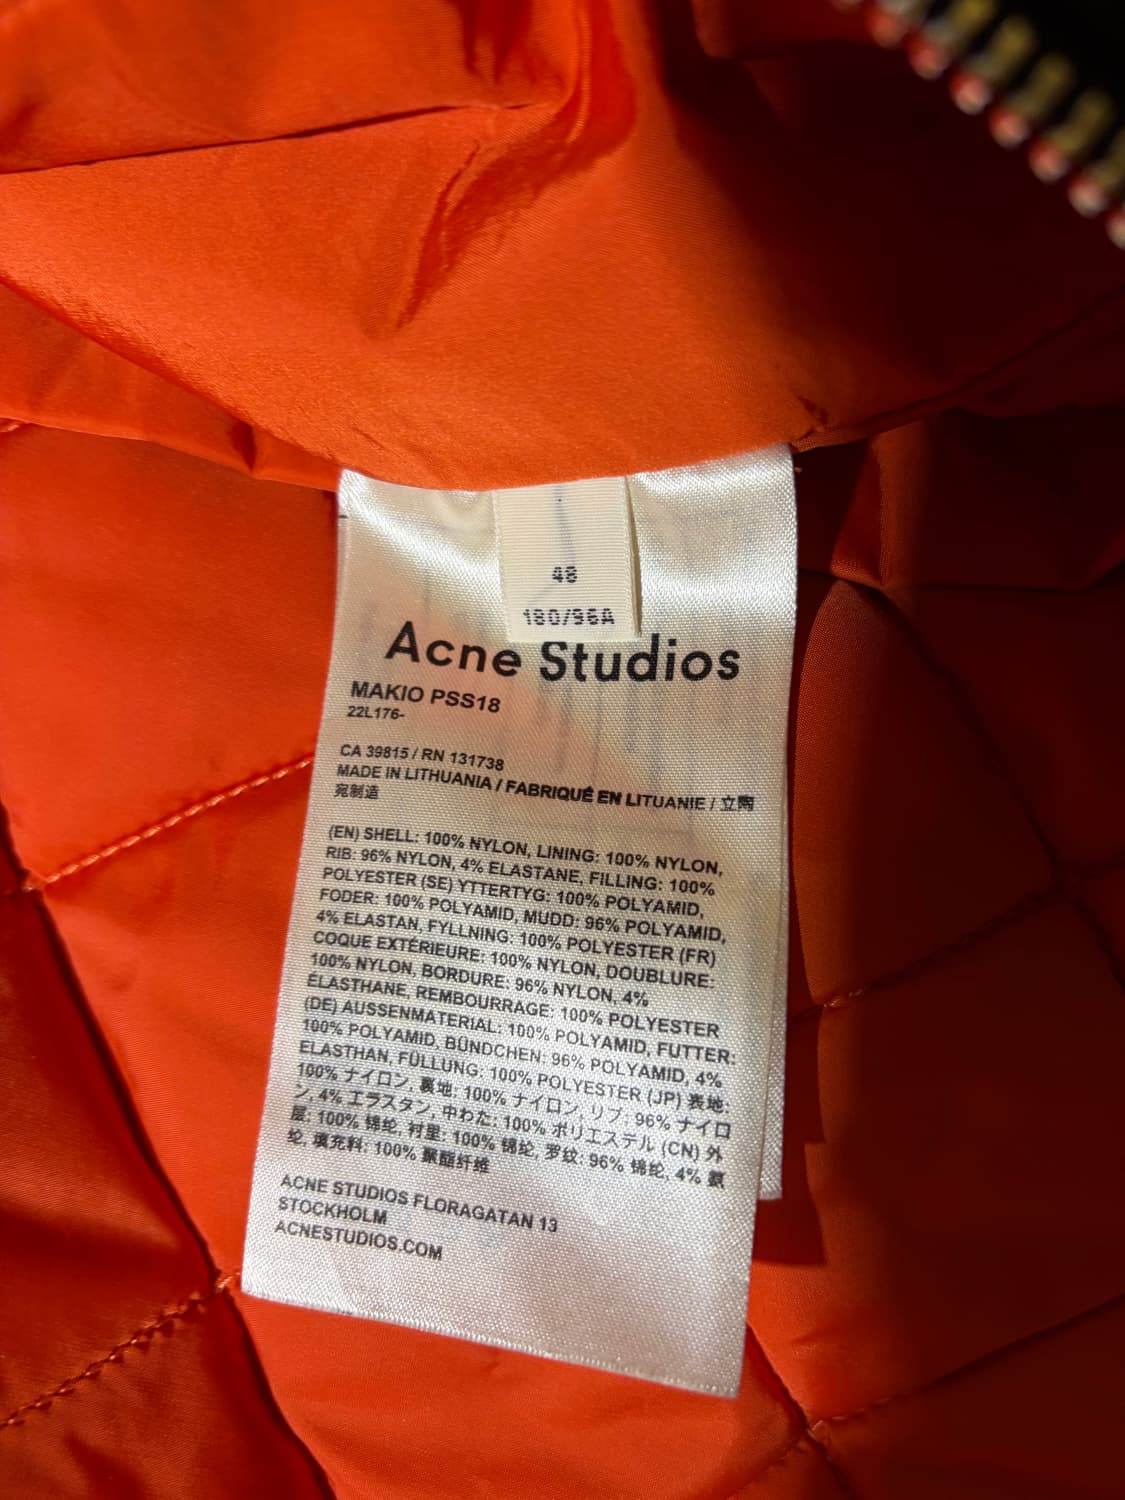 48
180/96A
Acne Studios
MAKIO PSS18
22L176-
CA 39815 / RN 131738
MADE IN LITHUANIA / FABRIQUÉ EN LITUANIE / 立陶
宛制造
(EN) SHELL: 100% NYLON, LINING: 100% NYLON,
RIB: 96% NYLON, 4% ELASTANE, FILLING: 100%
POLYESTER (SE) YTTERTYG: 100% POLYAMID,
FODER: 100% POLYAMID, MUDD: 96% POLYAMID,
4% ELASTAN, FYLLNING: 100% POLYESTER (FR)
COQUE EXTÉRIEURE: 100% NYLON, DOUBLURE:
100% NYLON, BORDURE: 96% NYLON, 4%
ÉLASTHANE, REMBOURRAGE: 100% POLYESTER
(DE) AUSSENMATERIAL: 100% POLYAMID, FUTTER:
100% POLYAMID, BÜNDCHEN: 96% POLYAMID, 4%
ELASTHAN, FÜLLUNG: 100% POLYESTER (JP) 表地:
100% ナイロン, 裏地: 100% ナイロン, リブ: 96% ナイロ
ン, 4% エラスタン, 中わた: 100% ポリエステル (CN) 外
层: 100% 锦纶, 衬里: 100% 锦纶, 罗纹: 96% 锦纶, 4% 氨
纶, 填充料: 100% 聚酯纤维
ACNE STUDIOS FLORAGATAN 13
STOCKHOLM
ACNESTUDIOS.COM